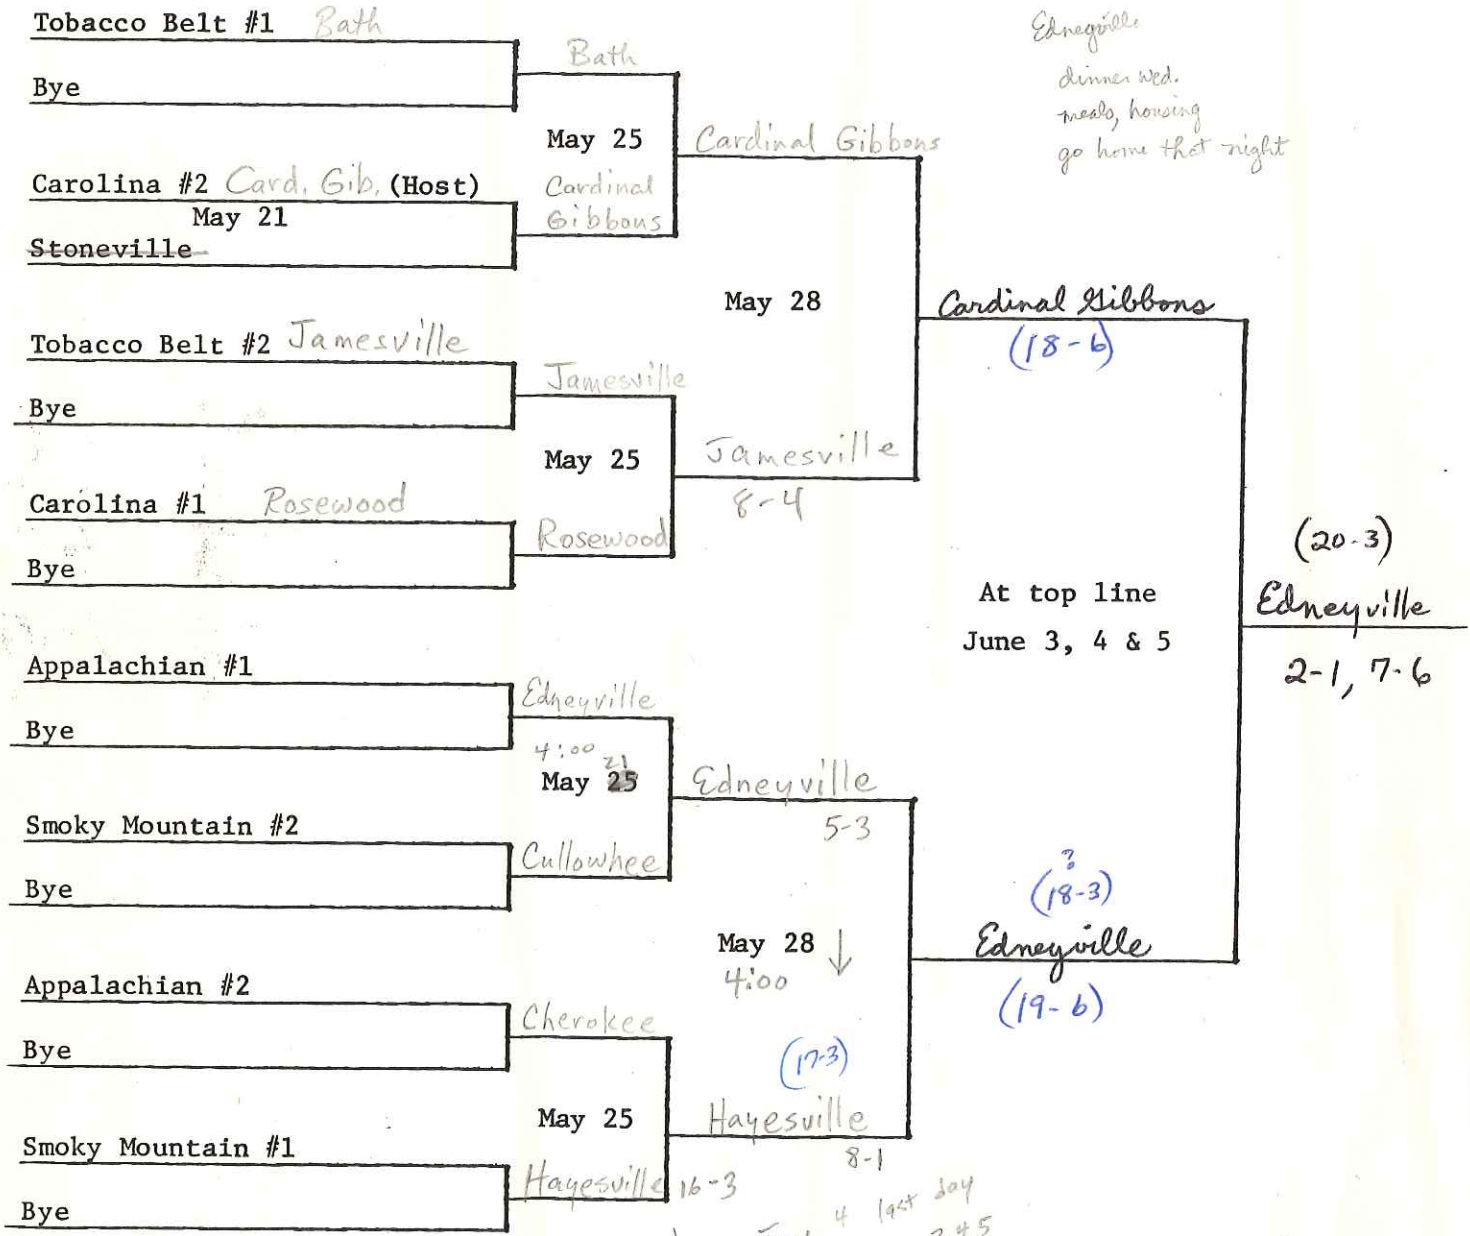 Tobacco Belt #1 Bath
Bye
Bath
May 25
Carolina #2 Card. Gib. (Host)
May 21
Stoneville
Cardinal
Gibbons
Cardinal Gibbons
Edneyville
dinner wed.
meals, housing
go home that night
May 28
Cardinal Gibbons
(18-6)
Tobacco Belt #2 Jamesville
Bye
Jamesville
May 25
Carolina #1 Rosewood
Bye
Rosewood
Jamesville
8-4
At top line
June 3, 4 & 5
(20-3)
Edneyville
2-1, 7-6
Appalachian #1
Bye
Edneyville
4:00
21
May 25
Smoky Mountain #2
Bye
Cullowhee
Edneyville
5-3
May 28 ↓
4:00
?
(18-3)
Edneyville
(19-6)
Appalachian #2
Bye
Cherokee
May 25
Smoky Mountain #1
Bye
Hayesville 16-3
(17-3)
Hayesville
8-1
4 last day